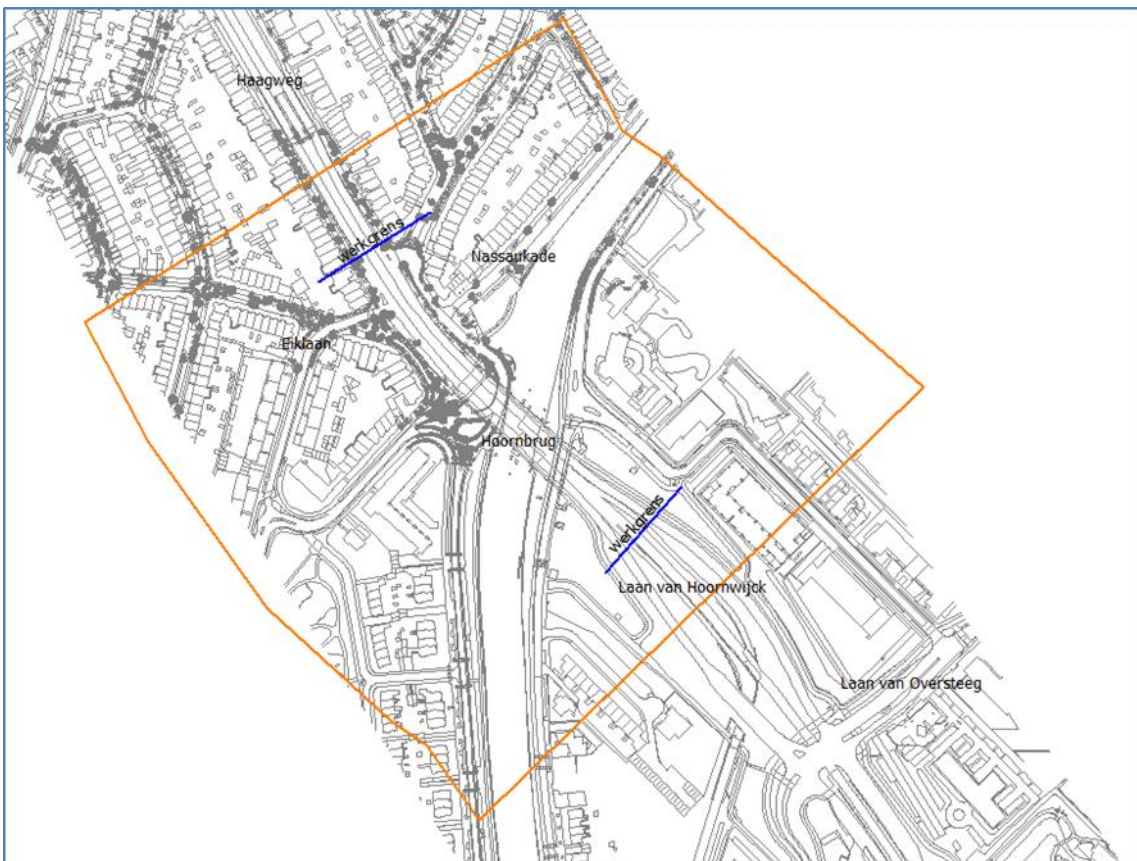 Haagweg
werkgrens
Nassaukade
Eiklaan
Hoornbrug
werkgrens
Laan van Hoornwijck
Laan van Oversteeg